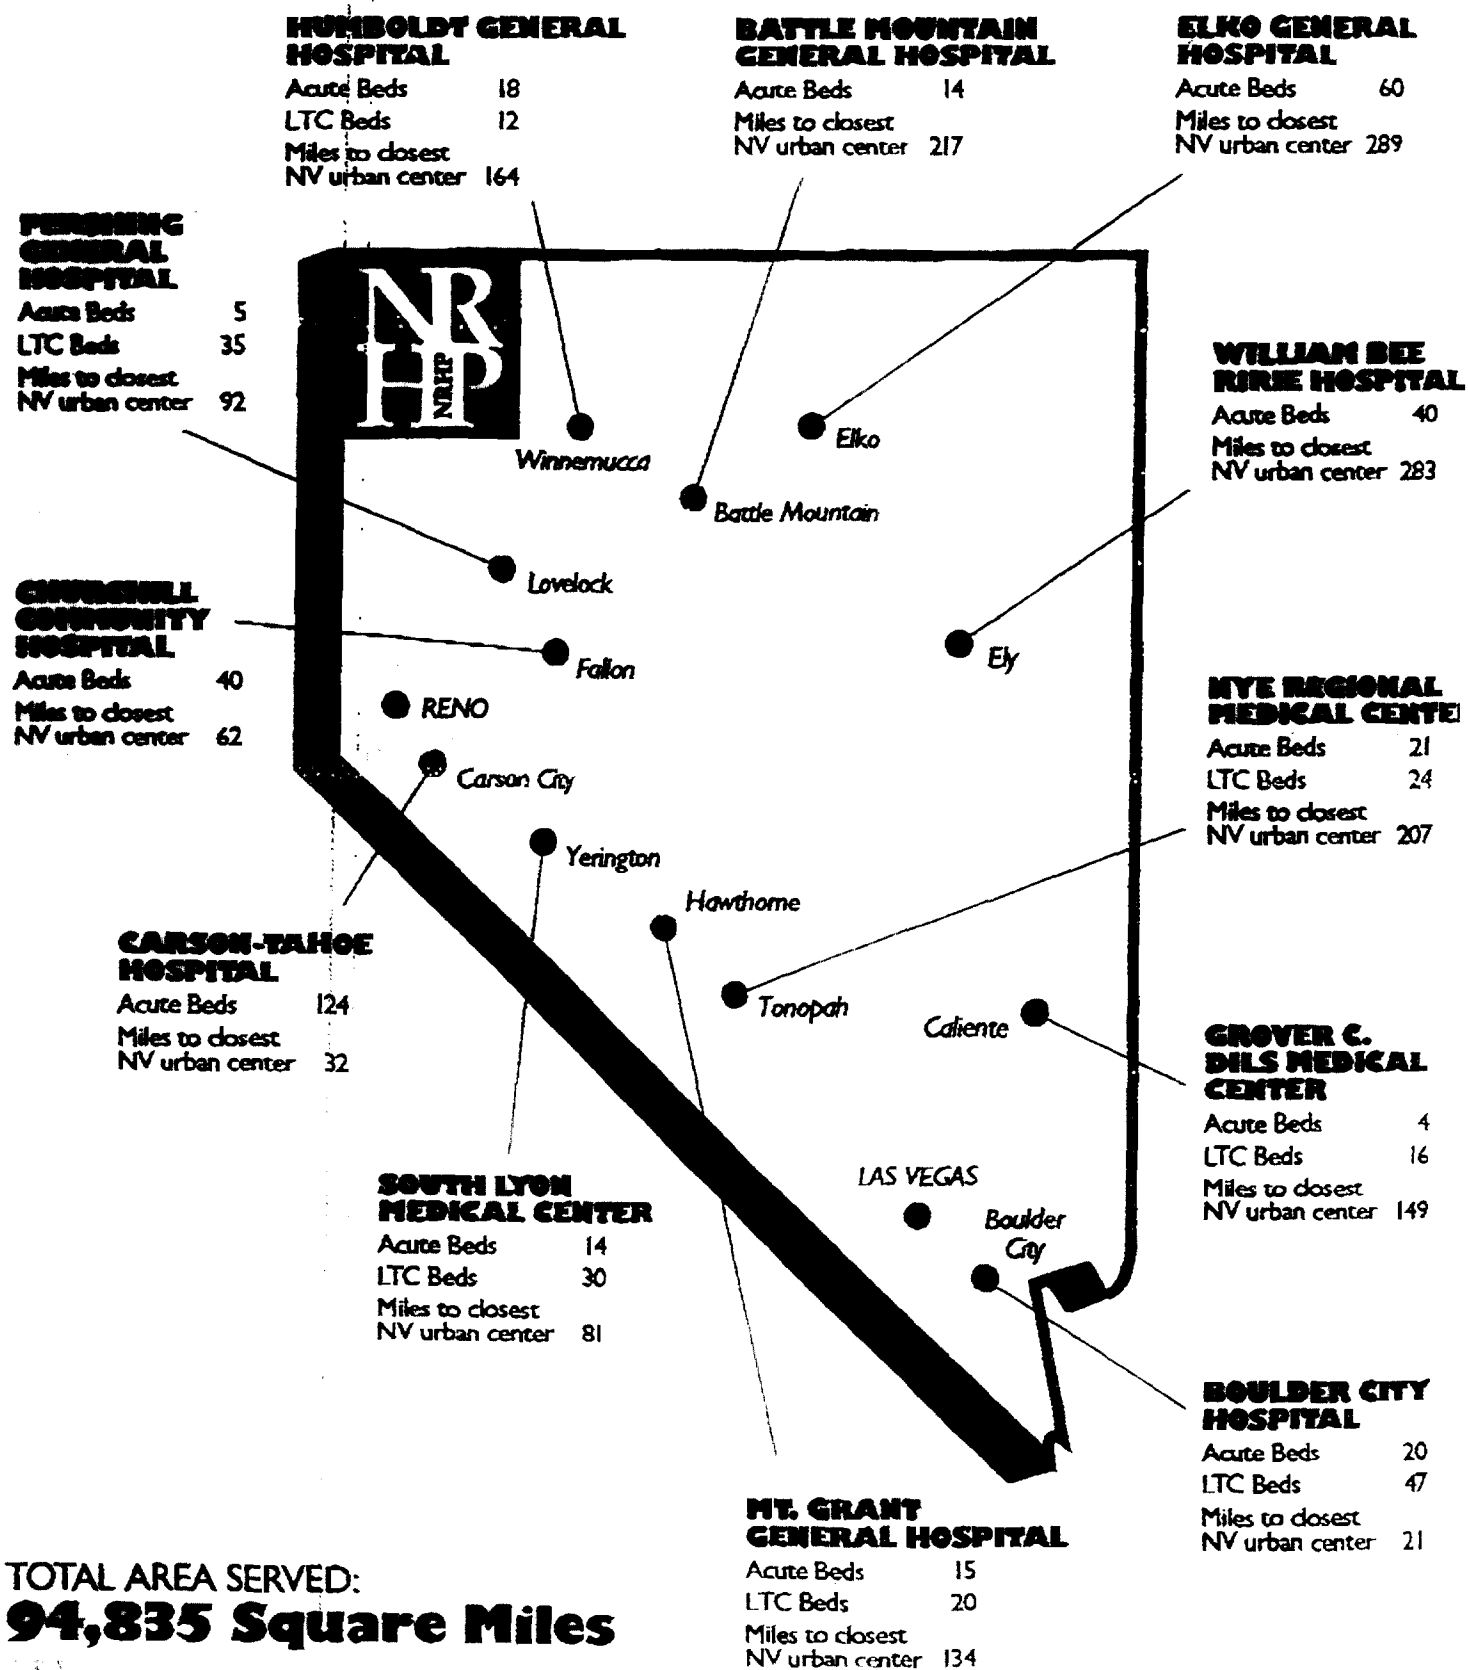 HUMBOLDT GENERAL
HOSPITAL
Acute Beds 18
LTC Beds 12
Miles to closest
NV urban center 164
BATTLE MOUNTAIN
GENERAL HOSPITAL
Acute Beds 14
Miles to closest
NV urban center 217
ELKO GENERAL
HOSPITAL
Acute Beds 60
Miles to closest
NV urban center 289
PERSHING
GENERAL
HOSPITAL
Acute Beds 5
LTC Beds 35
Miles to closest
NV urban center 92
NR
HP
NRHP
WILLIAM BEE
RIRIE HOSPITAL
Acute Beds 40
Miles to closest
NV urban center 283
Winnemucca
Elko
Battle Mountain
Lovelock
CHURCHILL
COMMUNITY
HOSPITAL
Acute Beds 40
Miles to closest
NV urban center 62
Fallon
Ely
RENO
Carson City
NYE REGIONAL
MEDICAL CENTE
Acute Beds 21
LTC Beds 24
Miles to closest
NV urban center 207
Yerington
Hawthorne
Tonopah
Caliente
CARSON-TAHOE
HOSPITAL
Acute Beds 124
Miles to closest
NV urban center 32
GROVER C.
DILS MEDICAL
CENTER
Acute Beds 4
LTC Beds 16
Miles to closest
NV urban center 149
SOUTH LYON
MEDICAL CENTER
Acute Beds 14
LTC Beds 30
Miles to closest
NV urban center 81
LAS VEGAS
Boulder
City
BOULDER CITY
HOSPITAL
Acute Beds 20
LTC Beds 47
Miles to closest
NV urban center 21
MT. GRANT
GENERAL HOSPITAL
Acute Beds 15
LTC Beds 20
Miles to closest
NV urban center 134
TOTAL AREA SERVED:
94,835 Square Miles